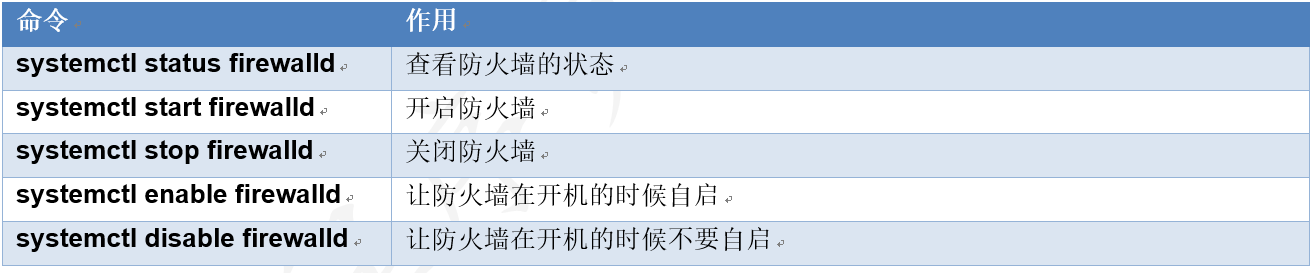 命令 作用
systemctl status firewalld 查看防火墙的状态
systemctl start firewalld 开启防火墙
systemctl stop firewalld 关闭防火墙
systemctl enable firewalld 让防火墙在开机的时候自启
systemctl disable firewalld 让防火墙在开机的时候不要自启